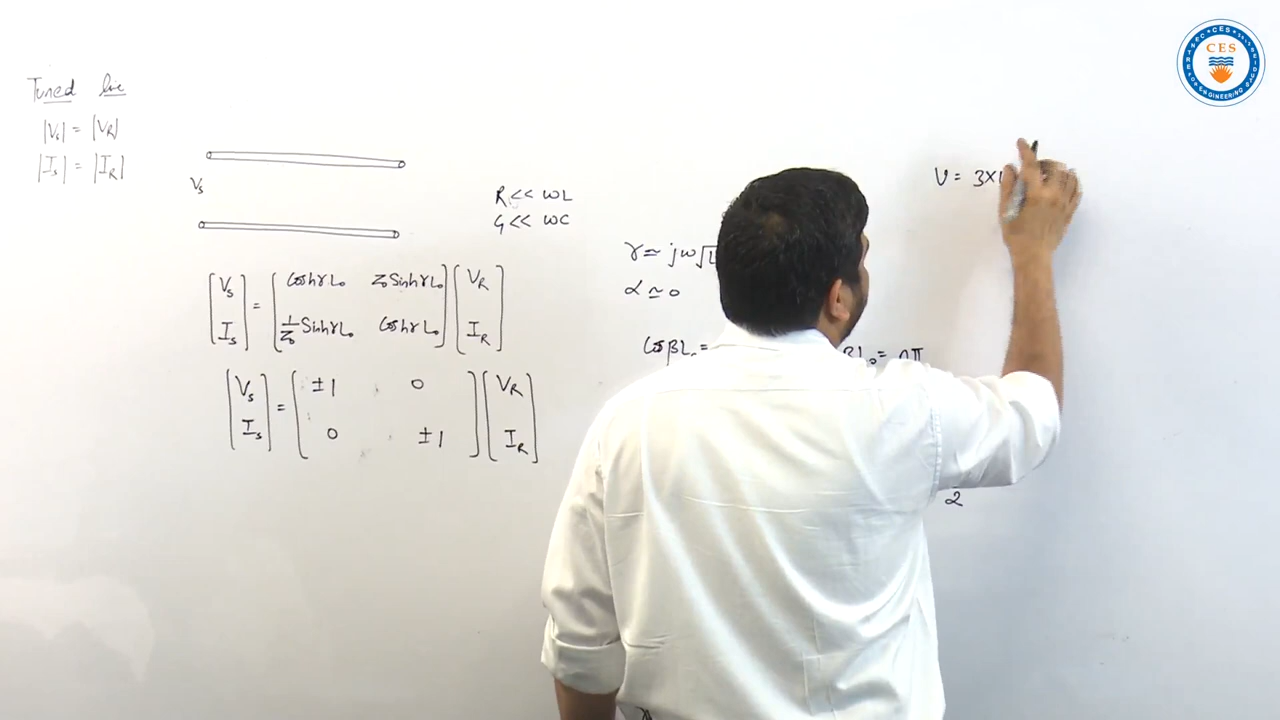 Tuned line
|Vs| = |VR|
|Is| = |IR|
Vs
R << ωL
G << ωC
[Vs Is] = [Coshγl₀ Z₀Sinhγl₀
1/Z₀ Sinhγl₀ Coshγl₀] [VR IR]
[Vs Is] = [±1 0
0 ±1] [VR IR]
γ ≃ jω√L
α ≃ 0
Cosβl₀ =
βl₀ = nπ
2
V = 3×1
CES